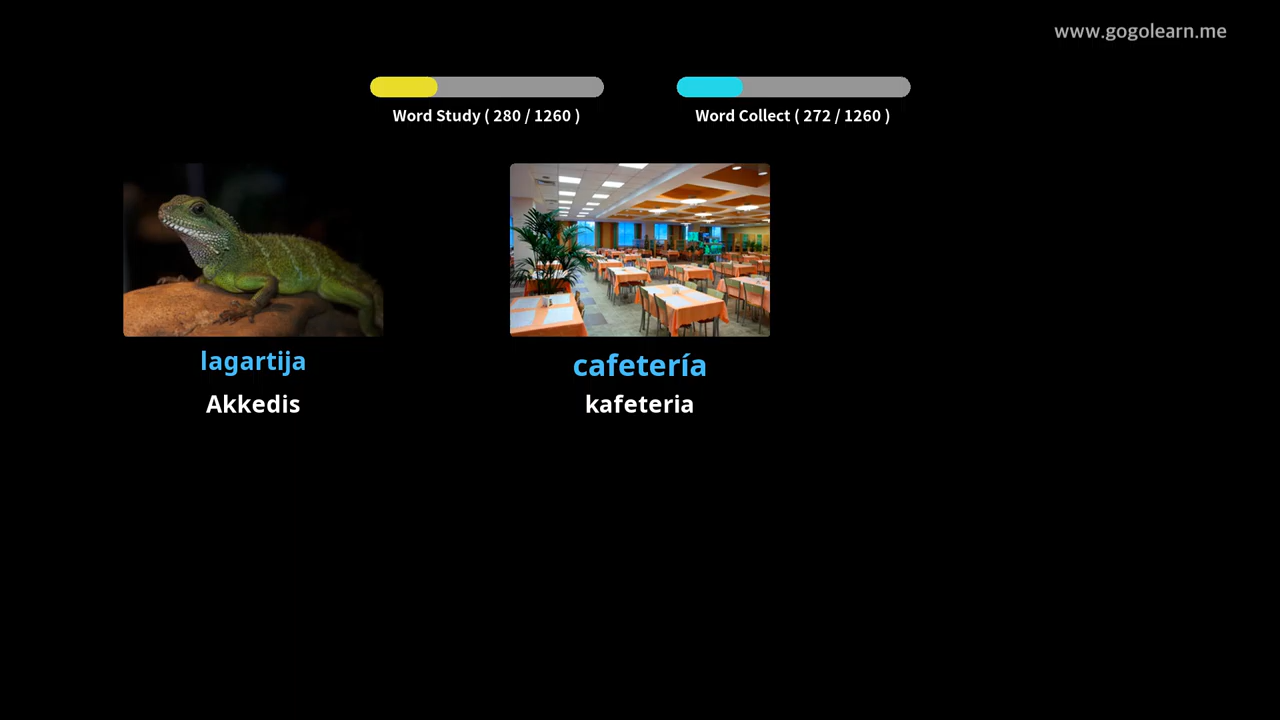 www.gogolearn.me
Word Study ( 280 / 1260 )
Word Collect ( 272 / 1260 )
lagartija
Akkedis
cafetería
kafeteria